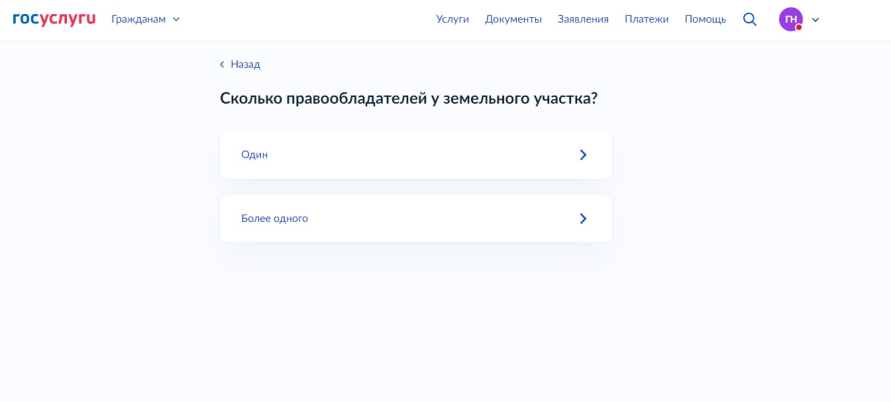 госуслуги Гражданам Услуги Документы Заявления Платежи Помощь ГН
Назад
Сколько правообладателей у земельного участка?
Один
Более одного